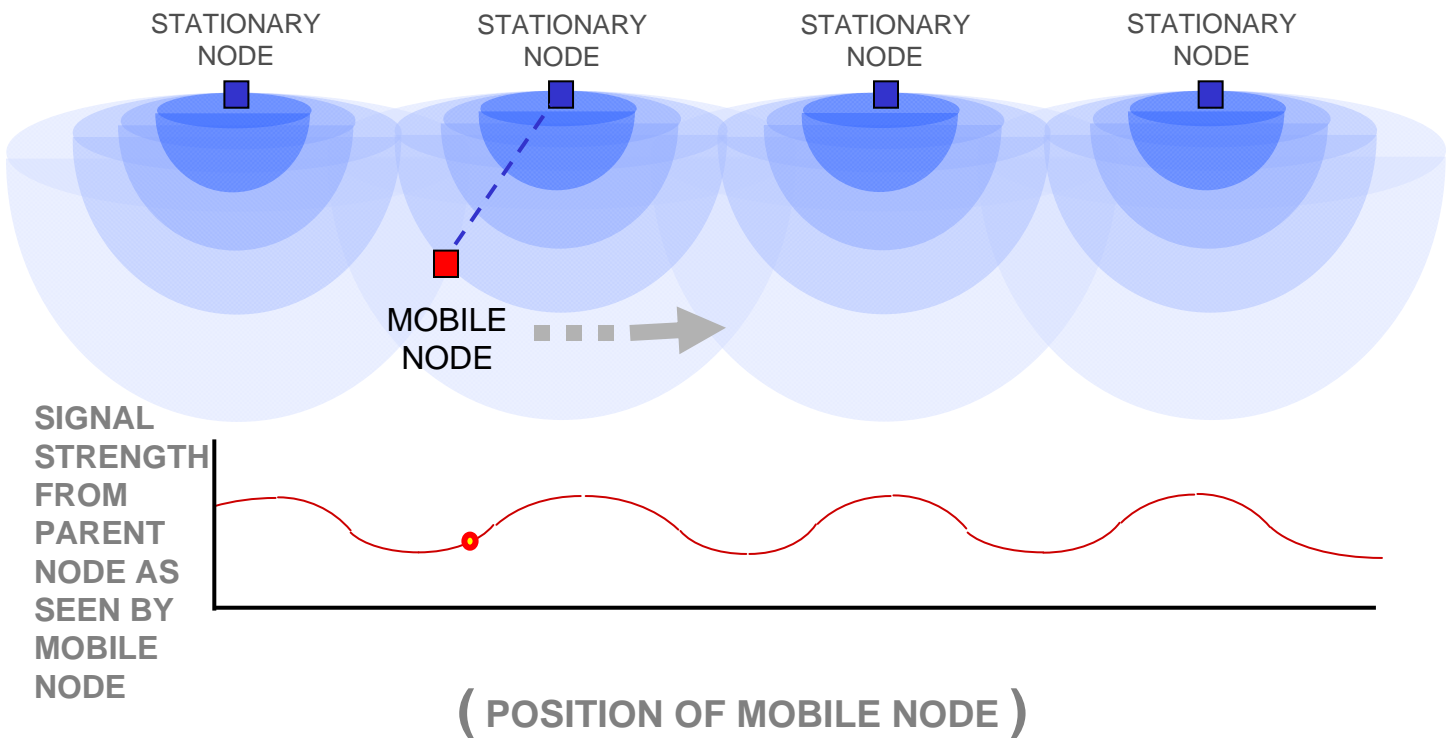 STATIONARY
NODE
STATIONARY
NODE
STATIONARY
NODE
STATIONARY
NODE
MOBILE
NODE
SIGNAL
STRENGTH
FROM
PARENT
NODE AS
SEEN BY
MOBILE
NODE
( POSITION OF MOBILE NODE )